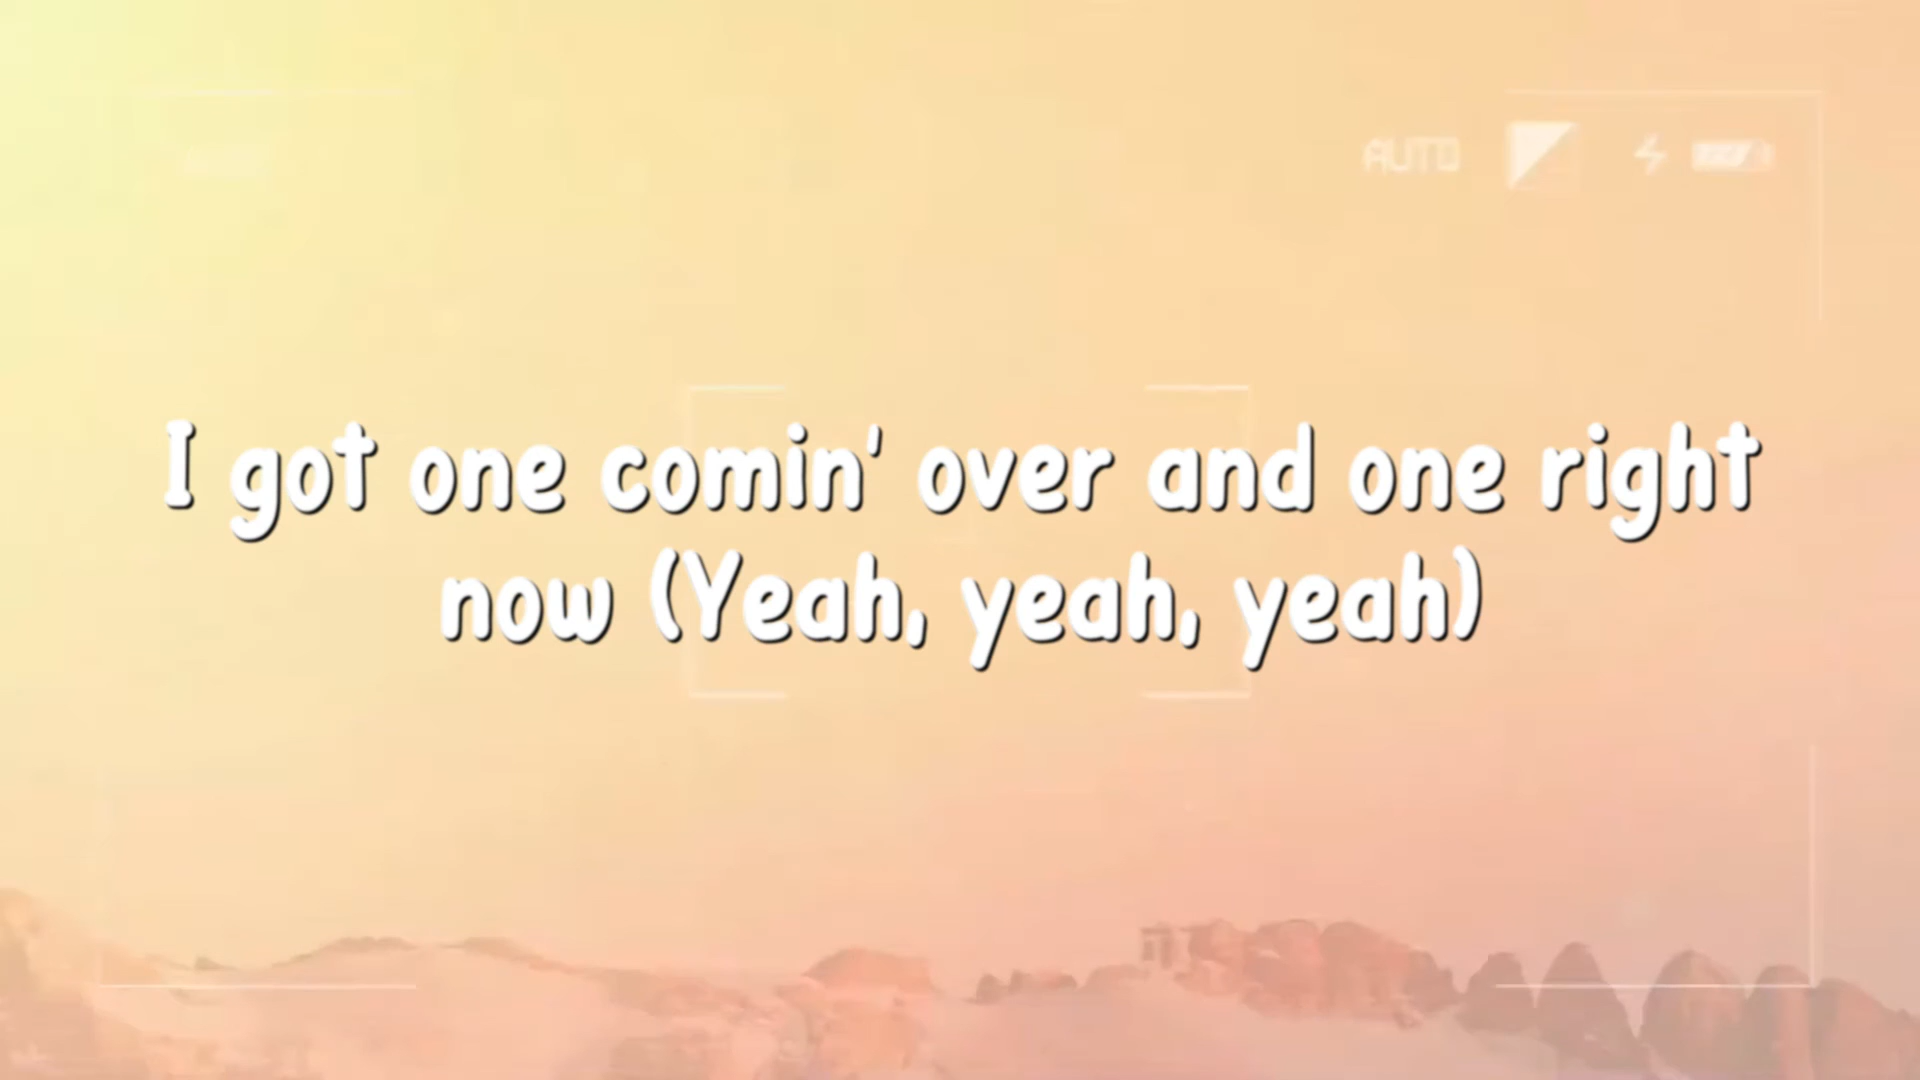 AUTO
I got one comin' over and one right
now (Yeah, yeah, yeah)